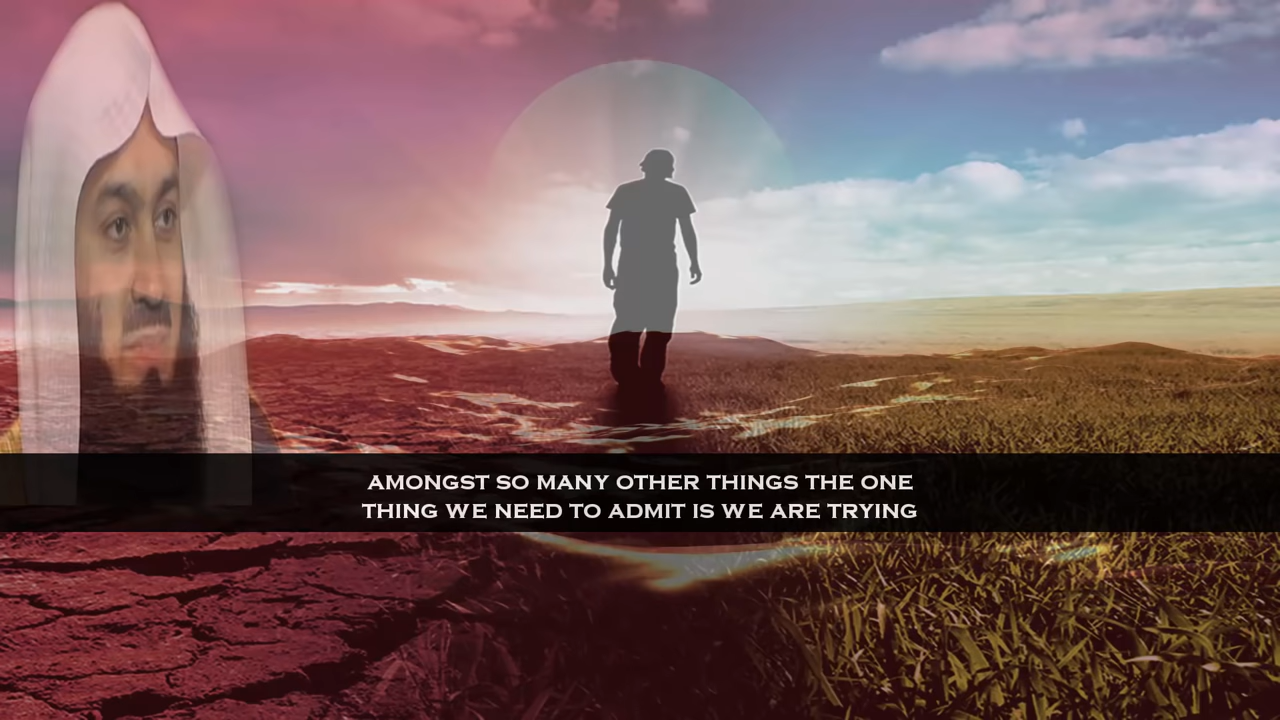 AMONGST SO MANY OTHER THINGS THE ONE
THING WE NEED TO ADMIT IS WE ARE TRYING